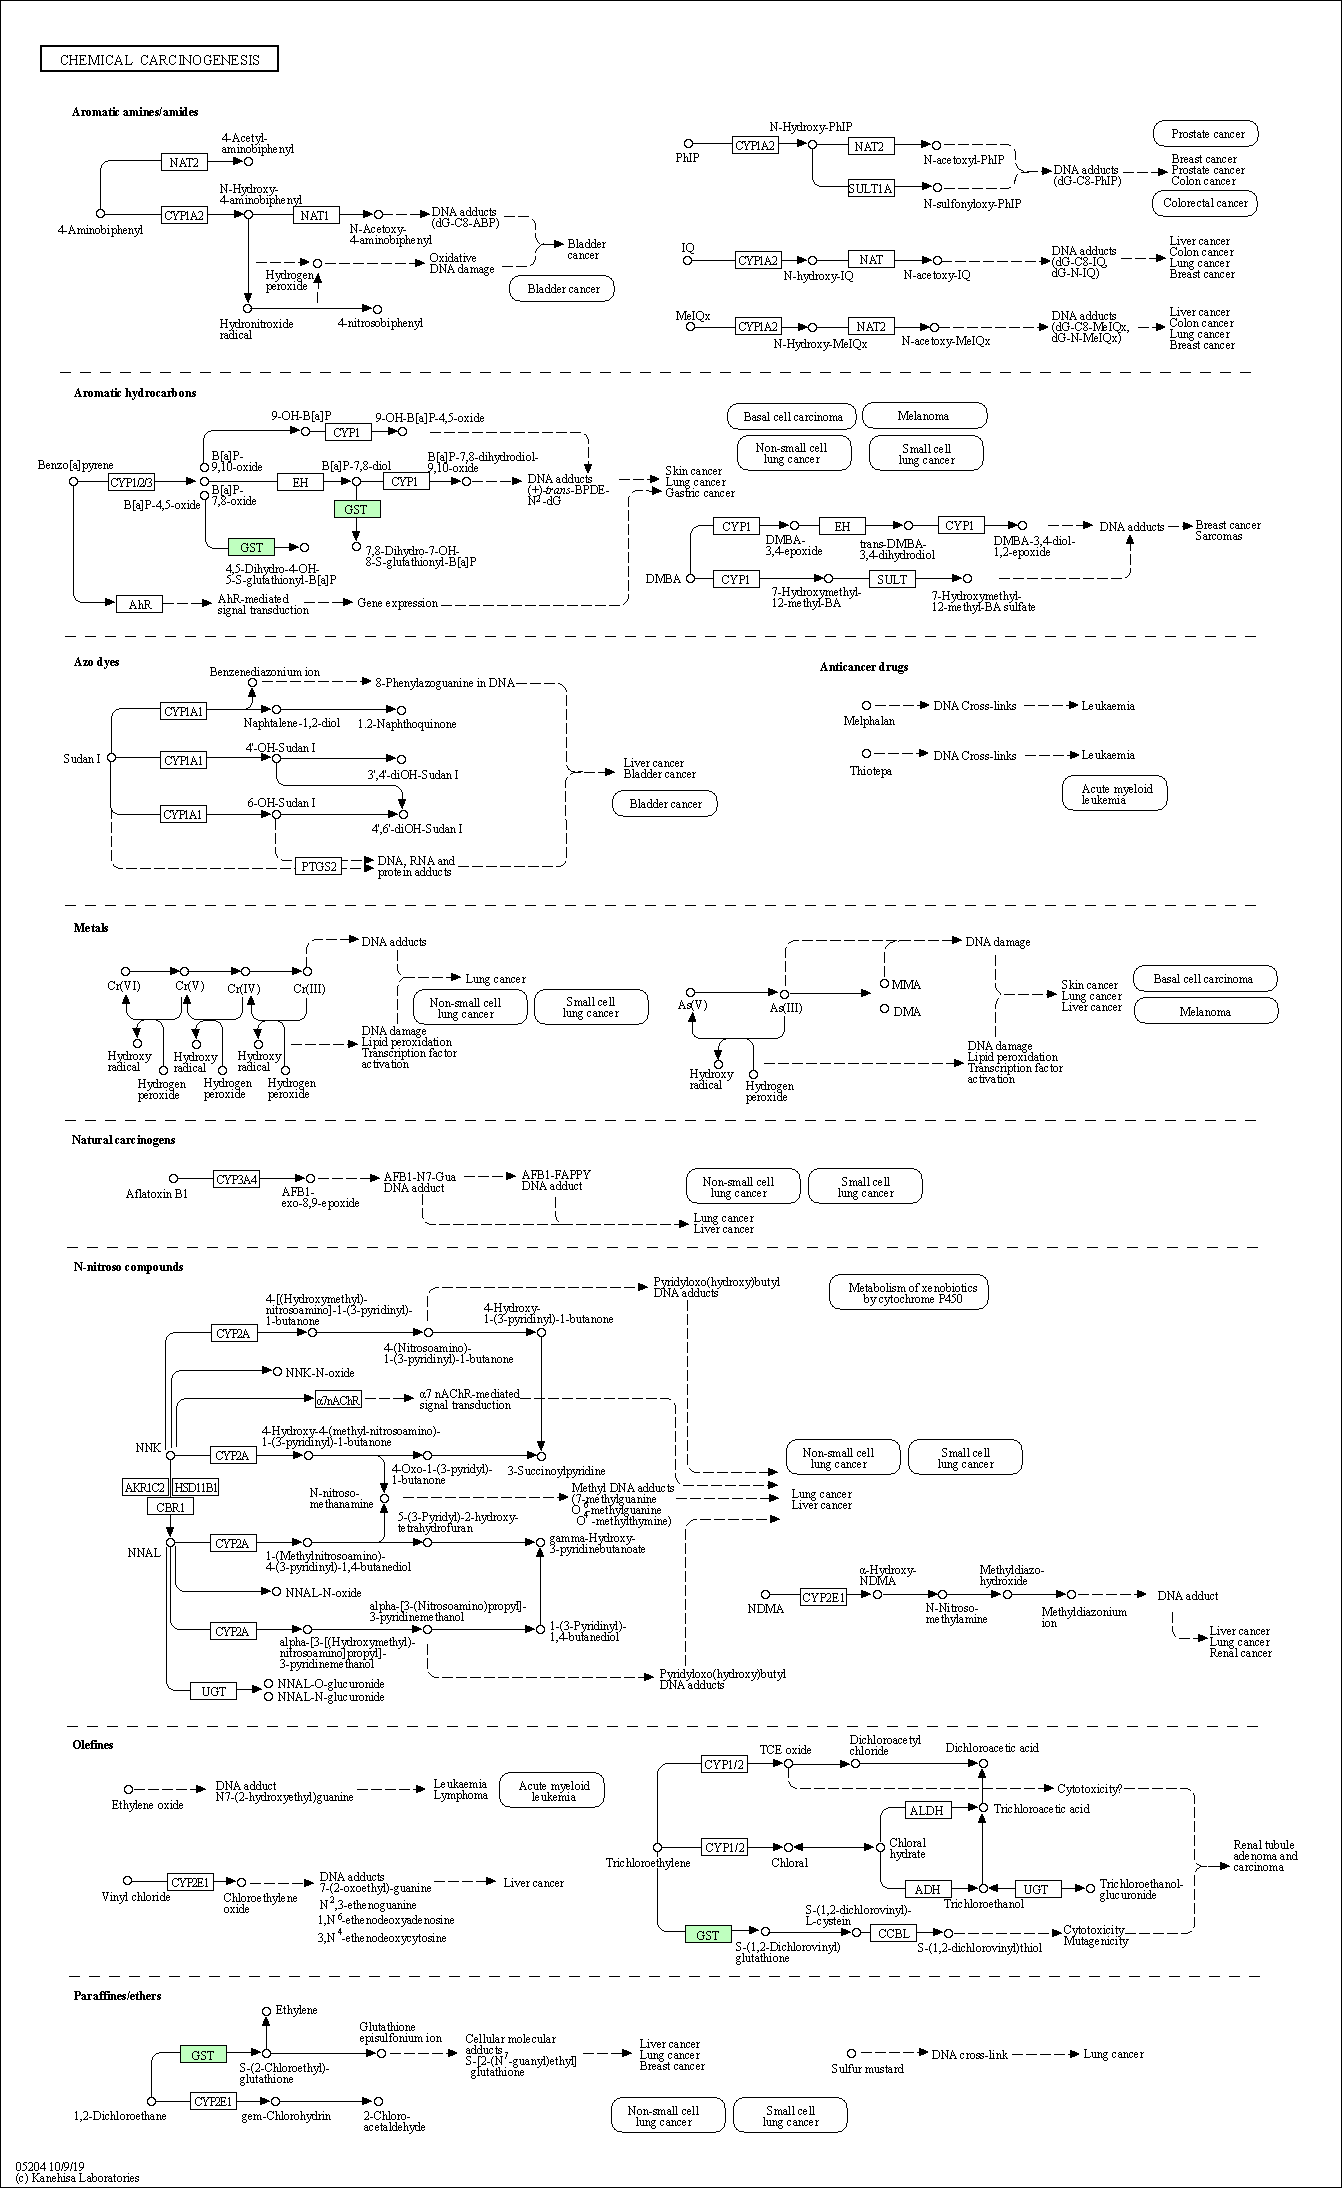 CHEMICAL CARCINOGENESIS
Aromatic amines/amides
4-Acetyl-
aminobiphenyl
NAT2
N-Hydroxy-
4-aminobiphenyl
CYP1A2
NAT1
4-Aminobiphenyl
N-Acetoxy-
4-aminobiphenyl
DNA adducts
(dG-C8-ABP)
Hydrogen
peroxide
Oxidative
DNA damage
Bladder
cancer
Bladder cancer
Hydronitroxide
radical
4-nitrosobiphenyl
PhIP
CYP1A2
N-Hydroxy-PhIP
NAT2
N-acetoxyl-PhIP
SULT1A
N-sulfonyloxy-PhIP
DNA adducts
(dG-C8-PhIP)
Prostate cancer
Breast cancer
Prostate cancer
Colon cancer
Colorectal cancer
IQ
CYP1A2
N-hydroxy-IQ
NAT
N-acetoxy-IQ
DNA adducts
(dG-C8-IQ,
dG-N-IQ)
Liver cancer
Colon cancer
Lung cancer
Breast cancer
MeIQx
CYP1A2
N-Hydroxy-MeIQx
NAT2
N-acetoxy-MeIQx
DNA adducts
(dG-C8-MeIQx,
dG-N-MeIQx)
Liver cancer
Colon cancer
Lung cancer
Breast cancer
Aromatic hydrocarbons
9-OH-B[a]P
CYP1
9-OH-B[a]P-4,5-oxide
Benzo[a]pyrene
CYP1/2/3
B[a]P-
9,10-oxide
B[a]P-4,5-oxide
B[a]P-
7,8-oxide
EH
B[a]P-7,8-diol
CYP1
B[a]P-7,8-dihydrodiol-
9,10-oxide
DNA adducts
(+)-trans-BPDE-
N2-dG
GST
7,8-Dihydro-7-OH-
8-S-glutathionyl-B[a]P
GST
4,5-Dihydro-4-OH-
5-S-glutathionyl-B[a]P
AhR
AhR-mediated
signal transduction
Gene expression
Skin cancer
Lung cancer
Gastric cancer
Basal cell carcinoma
Melanoma
Non-small cell
lung cancer
Small cell
lung cancer
DMBA
CYP1
DMBA-
3,4-epoxide
EH
trans-DMBA-
3,4-dihydrodiol
CYP1
DMBA-3,4-diol-
1,2-epoxide
DNA adducts
Breast cancer
Sarcomas
CYP1
7-Hydroxymethyl-
12-methyl-BA
SULT
7-Hydroxymethyl-
12-methyl-BA sulfate
Azo dyes
Benzenediazonium ion
8-Phenylazoguanine in DNA
CYP1A1
Naphtalene-1,2-diol
1.2-Naphthoquinone
Sudan I
CYP1A1
4'-OH-Sudan I
3',4'-diOH-Sudan I
CYP1A1
6-OH-Sudan I
4',6'-diOH-Sudan I
PTGS2
DNA, RNA and
protein adducts
Liver cancer
Bladder cancer
Bladder cancer
Anticancer drugs
Melphalan
DNA Cross-links
Leukaemia
Thiotepa
DNA Cross-links
Leukaemia
Acute myeloid
leukemia
Metals
Cr(VI)
Cr(V)
Cr(IV)
Cr(III)
DNA adducts
Lung cancer
Non-small cell
lung cancer
Small cell
lung cancer
Hydroxy
radical
Hydroxy
radical
Hydroxy
radical
Hydrogen
peroxide
Hydrogen
peroxide
Hydrogen
peroxide
DNA damage
Lipid peroxidation
Transcription factor
activation
As(V)
As(III)
MMA
DMA
DNA damage
Hydroxy
radical
Hydrogen
peroxide
DNA damage
Lipid peroxidation
Transcription factor
activation
Skin cancer
Lung cancer
Liver cancer
Basal cell carcinoma
Melanoma
Natural carcinogens
Aflatoxin B1
CYP3A4
AFB1-
exo-8,9-epoxide
AFB1-N7-Gua
DNA adduct
AFB1-FAPPY
DNA adduct
Non-small cell
lung cancer
Small cell
lung cancer
Lung cancer
Liver cancer
N-nitroso compounds
4-[(Hydroxymethyl)-
nitrosoamino]-1-(3-pyridinyl)-
1-butanone
CYP2A
4-(Nitrosoamino)-
1-(3-pyridinyl)-1-butanone
4-Hydroxy-
1-(3-pyridinyl)-1-butanone
Pyridyloxo(hydroxy)butyl
DNA adducts
Metabolism of xenobiotics
by cytochrome P450
NNK-N-oxide
α7nAChR
α7 nAChR-mediated
signal transduction
NNK
CYP2A
4-Hydroxy-4-(methyl-nitrosoamino)-
1-(3-pyridinyl)-1-butanone
4-Oxo-1-(3-pyridyl)-
1-butanone
3-Succinoylpyridine
AKR1C2
HSD11B1
CBR1
N-nitroso-
methanamine
Methyl DNA adducts
(7-methylguanine
O6-methylguanine
O4-methylthymine)
Non-small cell
lung cancer
Small cell
lung cancer
Lung cancer
Liver cancer
NNAL
CYP2A
1-(Methylnitrosoamino)-
4-(3-pyridinyl)-1,4-butanediol
5-(3-Pyridyl)-2-hydroxy-
tetrahydrofuran
gamma-Hydroxy-
3-pyridinebutanoate
NNAL-N-oxide
CYP2A
alpha-[3-[(Hydroxymethyl)-
nitrosoamino]propyl]-
3-pyridinemethanol
alpha-[3-(Nitrosoamino)propyl]-
3-pyridinemethanol
1-(3-Pyridinyl)-
1,4-butanediol
Pyridyloxo(hydroxy)butyl
DNA adducts
UGT
NNAL-O-glucuronide
NNAL-N-glucuronide
NDMA
CYP2E1
α-Hydroxy-
NDMA
N-Nitroso-
methylamine
Methyldiazo-
hydroxide
Methyldiazonium
ion
DNA adduct
Liver cancer
Lung cancer
Renal cancer
Olefines
Ethylene oxide
DNA adduct
N7-(2-hydroxyethyl)guanine
Leukaemia
Lymphoma
Acute myeloid
leukemia
Vinyl chloride
CYP2E1
Chloroethylene
oxide
DNA adducts
7-(2-oxoethyl)-guanine
N2,3-ethenoguanine
1,N6-ethenodeoxyadenosine
3,N4-ethenodeoxycytosine
Liver cancer
Trichloroethylene
CYP1/2
TCE oxide
Dichloroacetyl
chloride
Dichloroacetic acid
Cytotoxicity?
CYP1/2
Chloral
Chloral
hydrate
ALDH
Trichloroacetic acid
ADH
Trichloroethanol
UGT
Trichloroethanol-
glucuronide
GST
S-(1,2-Dichlorovinyl)
glutathione
S-(1,2-dichlorovinyl)-
L-cystein
CCBL
S-(1,2-dichlorovinyl)thiol
Cytotoxicity
Mutagenicity
Renal tubule
adenoma and
carcinoma
Paraffines/ethers
Ethylene
GST
S-(2-Chloroethyl)-
glutathione
Glutathione
episulfonium ion
Cellular molecular
adducts
S-[2-(N7-guanyl)ethyl]
glutathione
Liver cancer
Lung cancer
Breast cancer
1,2-Dichloroethane
CYP2E1
gem-Chlorohydrin
2-Chloro-
acetaldehyde
Non-small cell
lung cancer
Small cell
lung cancer
Sulfur mustard
DNA cross-link
Lung cancer
05204 10/9/19
(c) Kanehisa Laboratories